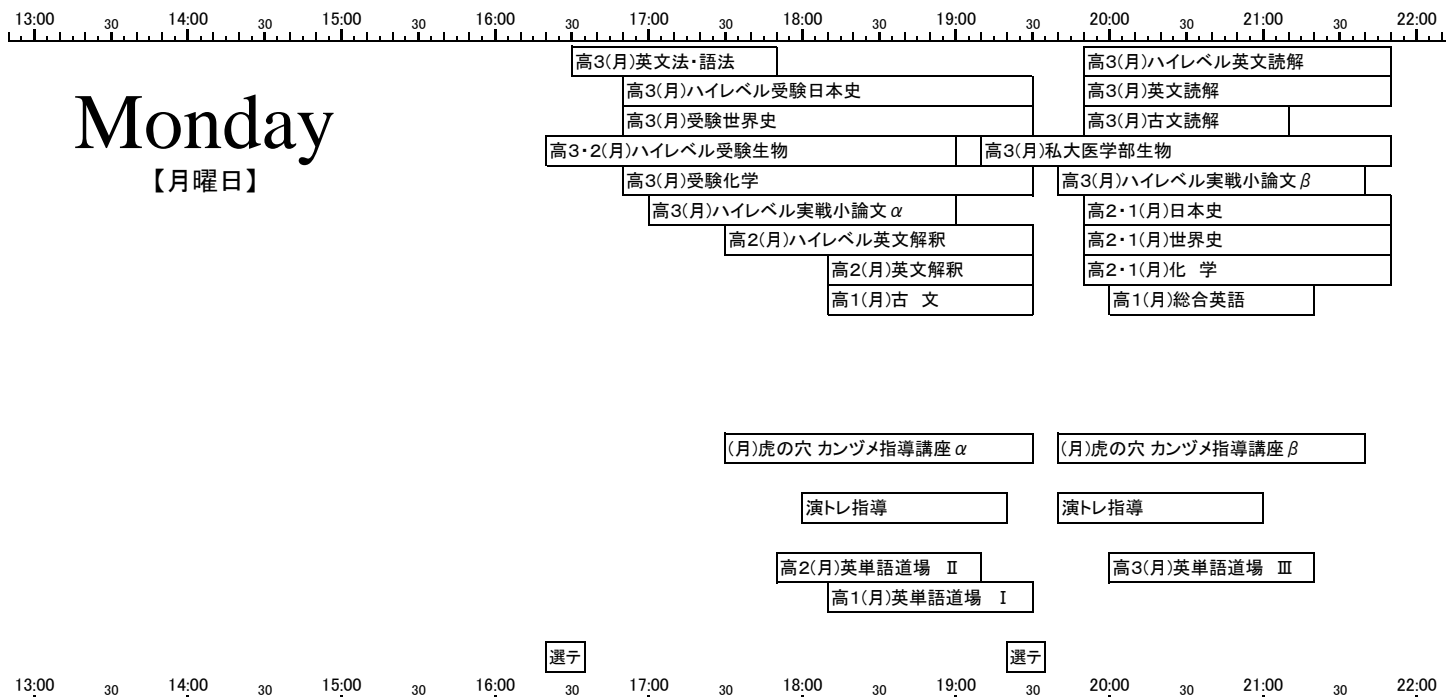 13:00 30 14:00 30 15:00 30 16:00 30 17:00 30 18:00 30 19:00 30 20:00 30 21:00 30 22:00
Monday
【月曜日】
高3(月)英文法・語法 高3(月)ハイレベル英文読解
高3(月)ハイレベル受験日本史 高3(月)英文読解
高3(月)受験世界史 高3(月)古文読解
高3・2(月)ハイレベル受験生物 高3(月)私大医学部生物
高3(月)受験化学 高3(月)ハイレベル実戦小論文β
高3(月)ハイレベル実戦小論文α 高2・1(月)日本史
高2(月)ハイレベル英文解釈 高2・1(月)世界史
高2(月)英文解釈 高2・1(月)化　学
高1(月)古　文 高1(月)総合英語
(月)虎の穴 カンヅメ指導講座α (月)虎の穴 カンヅメ指導講座β
演トレ指導 演トレ指導
高2(月)英単語道場　Ⅱ 高3(月)英単語道場　Ⅲ
高1(月)英単語道場　Ⅰ
選テ 選テ
13:00 30 14:00 30 15:00 30 16:00 30 17:00 30 18:00 30 19:00 30 20:00 30 21:00 30 22:00